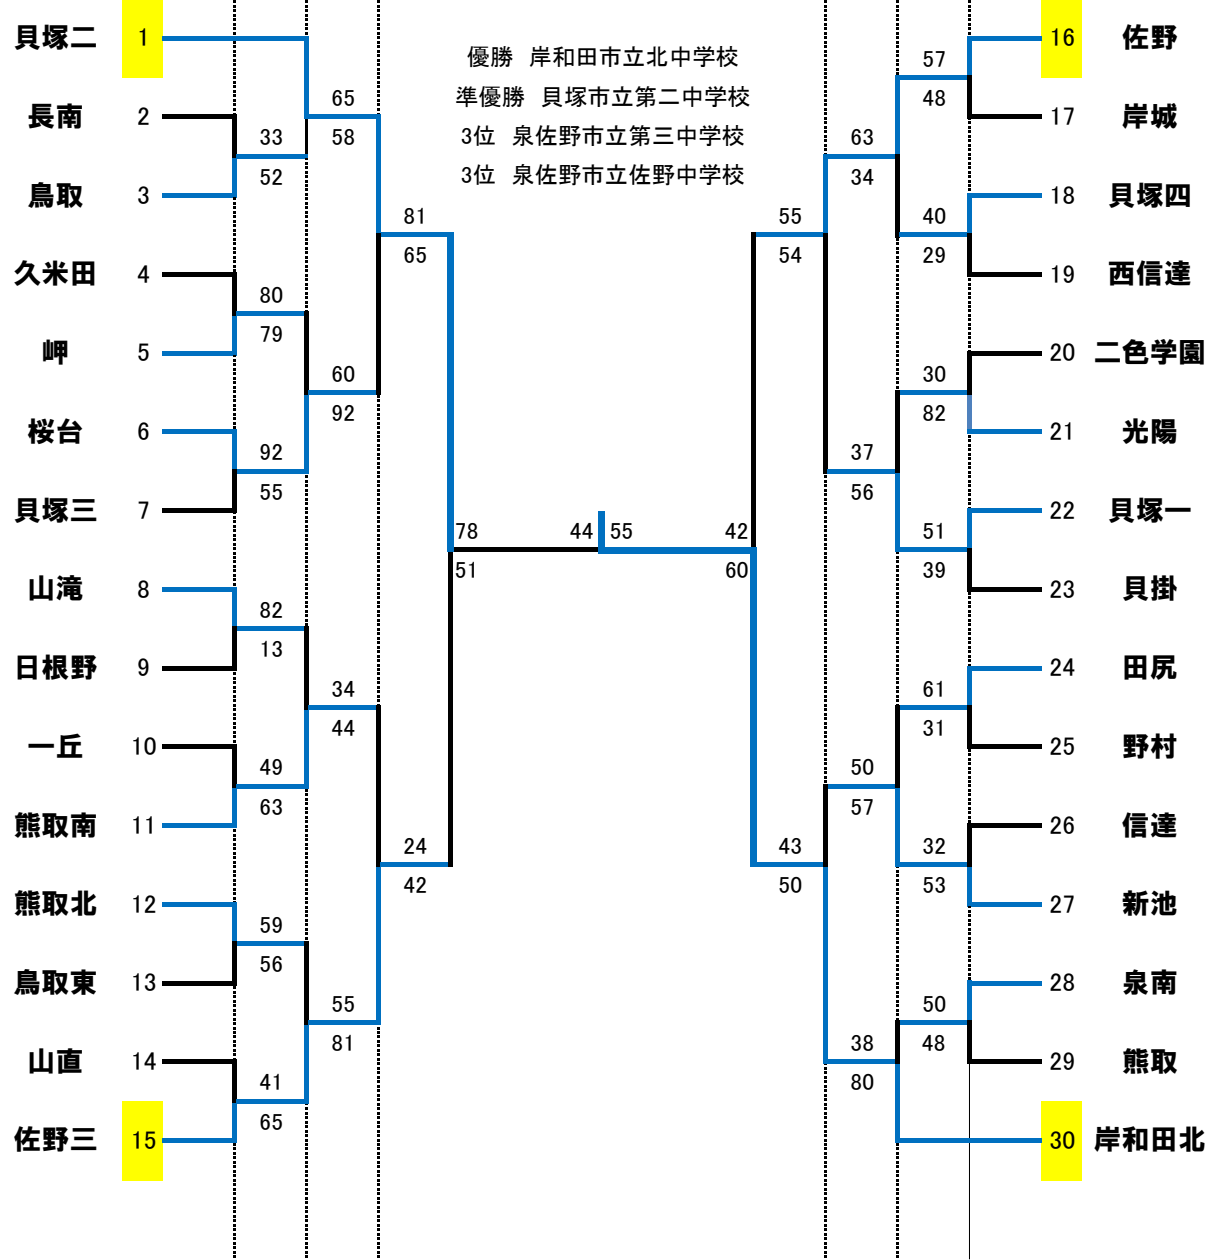 優勝　岸和田市立北中学校
準優勝　貝塚市立第二中学校
3位　泉佐野市立第三中学校
3位　泉佐野市立佐野中学校
貝塚二 1
長南 2
鳥取 3
久米田 4
岬 5
桜台 6
貝塚三 7
山滝 8
日根野 9
一丘 10
熊取南 11
熊取北 12
鳥取東 13
山直 14
佐野三 15
33
52
80
79
92
55
82
13
49
63
59
56
41
65
65
58
60
92
34
44
55
81
81
65
24
42
78
51
44 55
42
60
55
54
43
50
63
34
37
56
50
57
38
80
57
48
40
29
30
82
51
39
61
31
32
53
50
48
16 佐野
17 岸城
18 貝塚四
19 西信達
20 二色学園
21 光陽
22 貝塚一
23 貝掛
24 田尻
25 野村
26 信達
27 新池
28 泉南
29 熊取
30 岸和田北